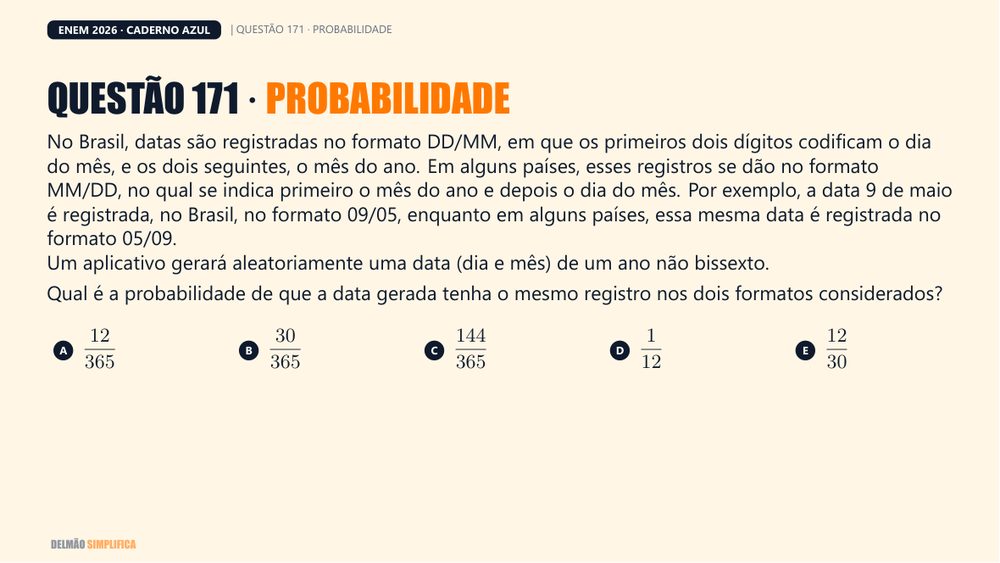 ENEM 2026 · CADERNO AZUL | QUESTÃO 171 · PROBABILIDADE
QUESTÃO 171 · PROBABILIDADE
No Brasil, datas são registradas no formato DD/MM, em que os primeiros dois dígitos codificam o dia
do mês, e os dois seguintes, o mês do ano. Em alguns países, esses registros se dão no formato
MM/DD, no qual se indica primeiro o mês do ano e depois o dia do mês. Por exemplo, a data 9 de maio
é registrada, no Brasil, no formato 09/05, enquanto em alguns países, essa mesma data é registrada no
formato 05/09.
Um aplicativo gerará aleatoriamente uma data (dia e mês) de um ano não bissexto.
Qual é a probabilidade de que a data gerada tenha o mesmo registro nos dois formatos considerados?
A 12/365 B 30/365 C 144/365 D 1/12 E 12/30
DELMÃO SIMPLIFICA